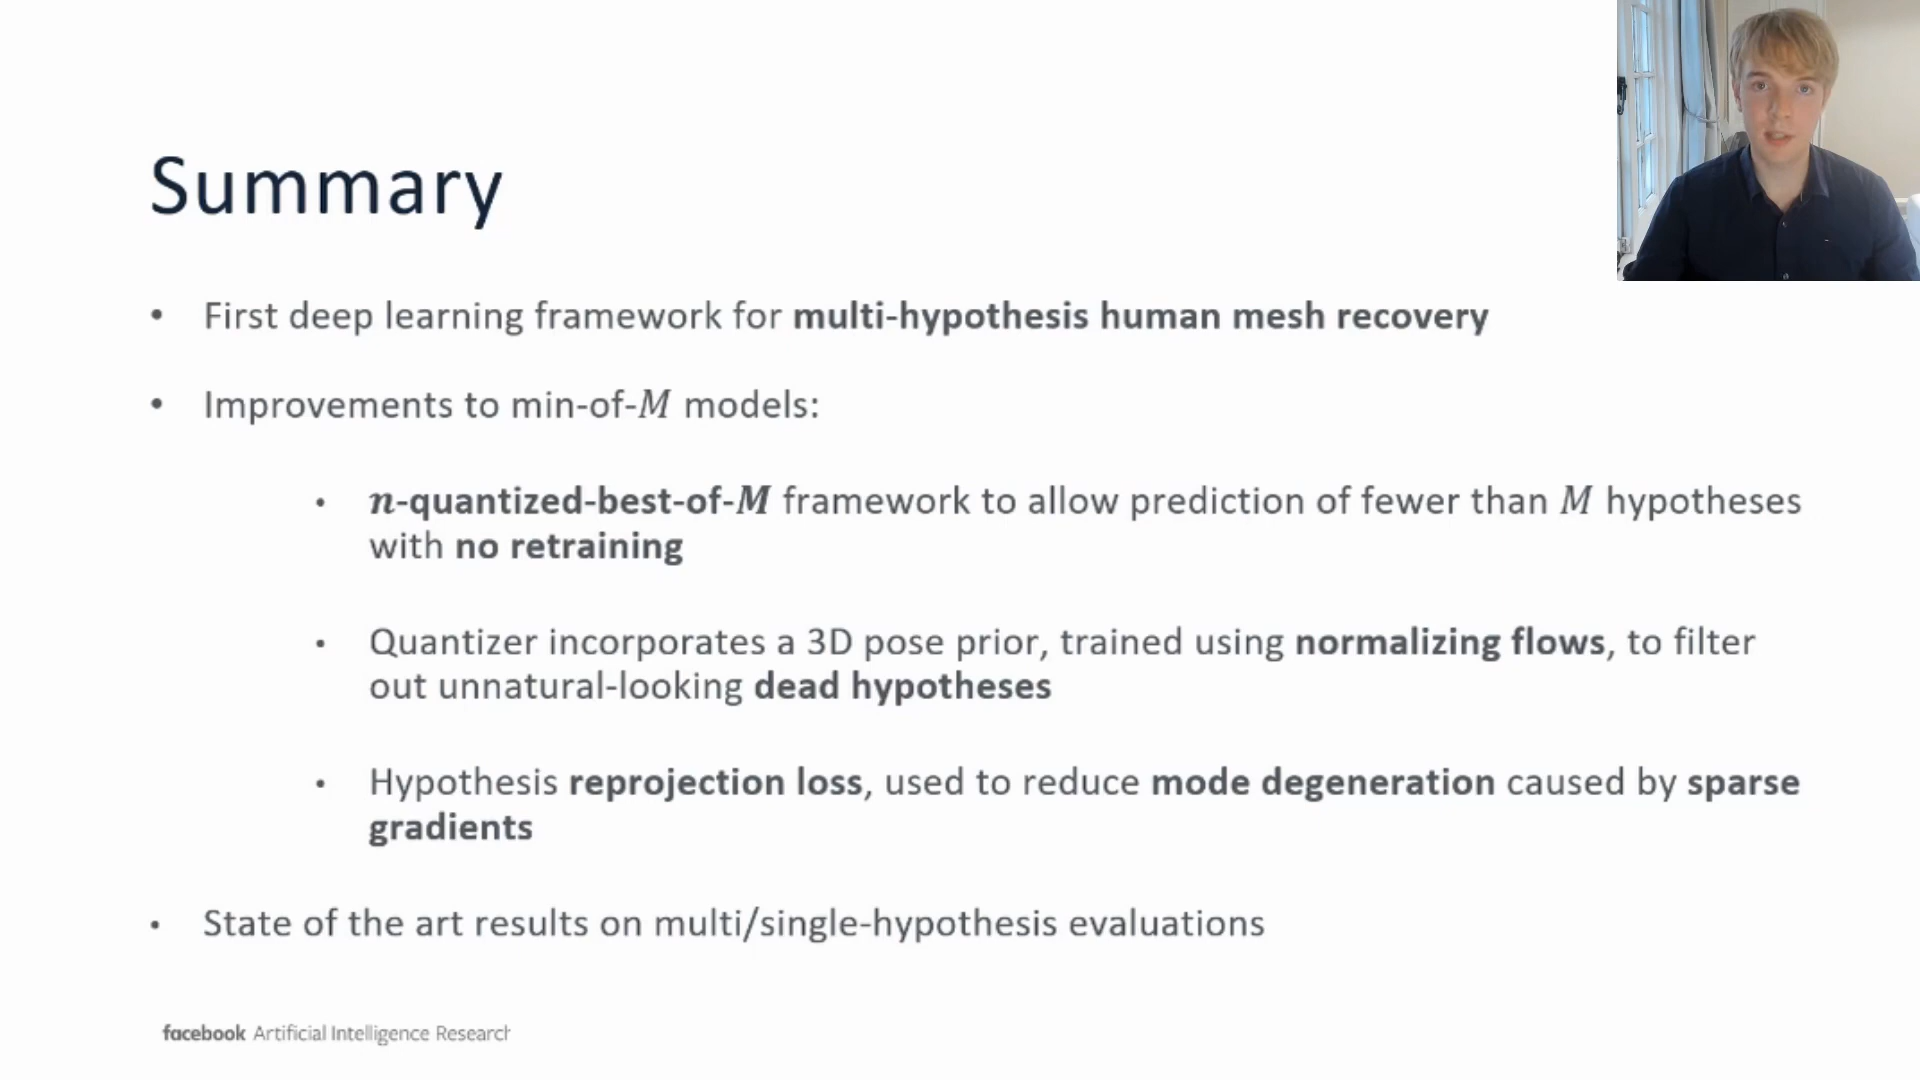 Summary
• First deep learning framework for multi-hypothesis human mesh recovery
• Improvements to min-of-M models:
• n-quantized-best-of-M framework to allow prediction of fewer than M hypotheses
with no retraining
• Quantizer incorporates a 3D pose prior, trained using normalizing flows, to filter
out unnatural-looking dead hypotheses
• Hypothesis reprojection loss, used to reduce mode degeneration caused by sparse
gradients
• State of the art results on multi/single-hypothesis evaluations
facebook Artificial Intelligence Research